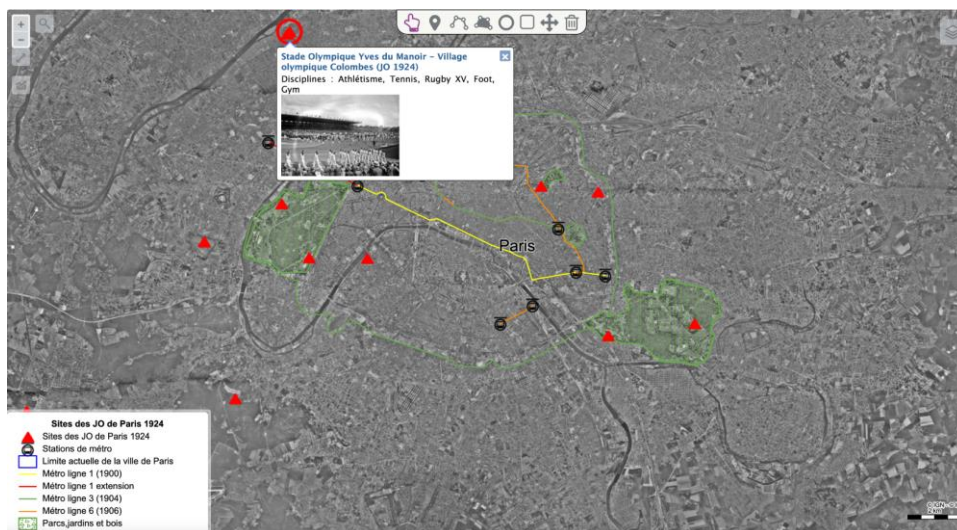 Stade Olympique Yves du Manoir - Village
olympique Colombes (JO 1924)
Disciplines : Athlétisme, Tennis, Rugby XV, Foot,
Gym
Paris
Sites des JO de Paris 1924
Sites des JO de Paris 1924
Stations de métro
Limite actuelle de la ville de Paris
Métro ligne 1 (1900)
Métro ligne 1 extension
Métro ligne 3 (1904)
Métro ligne 6 (1906)
Parcs,jardins et bois